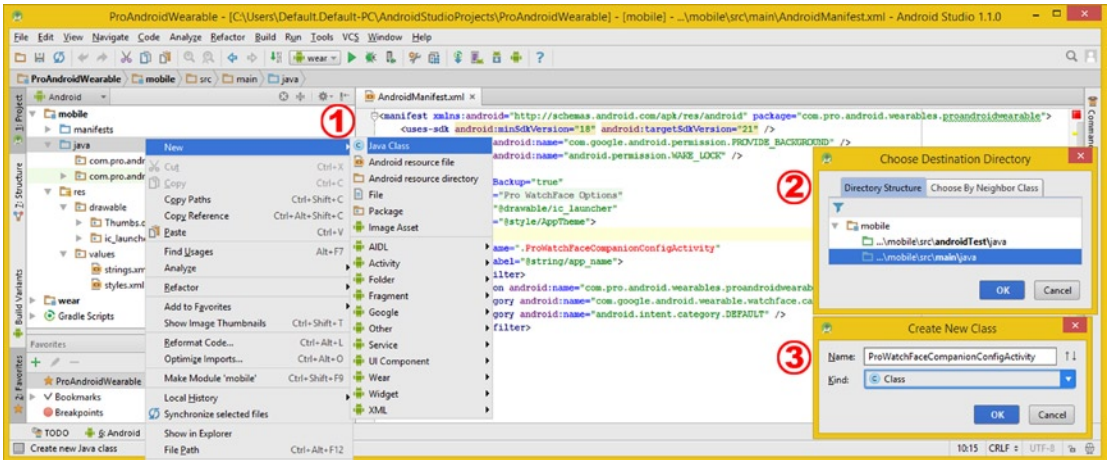 ProAndroidWearable - [C:\Users\Default.Default-PC\AndroidStudioProjects\ProAndroidWearable] - [mobile] - ...\mobile\src\main\AndroidManifest.xml - Android Studio 1.1.0
File Edit View Navigate Code Analyze Refactor Build Run Tools VCS Window Help
wear
ProAndroidWearable mobile src main java
1: Project
Android
AndroidManifest.xml
mobile
manifests
java
com.pro.andr
com.pro.andr
res
drawable
Thumbs.c
ic_launch
values
strings.xm
styles.xml
wear
Gradle Scripts
Favorites
ProAndroidWearable
Bookmarks
Breakpoints
Z: Structure
Build Variants
2: Favorites
1
New
Cut Ctrl+X
Copy Ctrl+C
Copy Paths Ctrl+Shift+C
Copy Reference Ctrl+Alt+Shift+C
Paste Ctrl+V
Find Usages Alt+F7
Analyze
Refactor
Add to Favorites
Show Image Thumbnails Ctrl+Shift+T
Reformat Code... Ctrl+Alt+L
Optimize Imports... Ctrl+Alt+O
Make Module 'mobile' Ctrl+Shift+F9
Local History
Synchronize selected files
Show in Explorer
File Path Ctrl+Alt+F12
Java Class
Android resource file
Android resource directory
File
Package
Image Asset
AIDL
Activity
Folder
Fragment
Google
Other
Service
UI Component
Wear
Widget
XML
<manifest xmlns:android="http://schemas.android.com/apk/res/android" package="com.pro.android.wearables.proandroidwearable">
<uses-sdk android:minSdkVersion="18" android:targetSdkVersion="21" />
android:name="com.google.android.permission.PROVIDE_BACKGROUND" />
android:name="android.permission.WAKE_LOCK" />
Backup="true"
="Pro WatchFace Options"
"@drawable/ic_launcher"
="@style/AppTheme">
ame=".ProWatchFaceCompanionConfigActivity"
abel="@string/app_name">
ilter>
on android:name="com.pro.android.wearables.proandroidwearab
gory android:name="com.google.android.wearable.watchface.ca
gory android:name="android.intent.category.DEFAULT" />
filter>
Comman
2
Choose Destination Directory
Directory Structure Choose By Neighbor Class
mobile
...\mobile\src\androidTest\java
...\mobile\src\main\java
OK Cancel
3
Create New Class
Name: ProWatchFaceCompanionConfigActivity
Kind: Class
OK Cancel
TODO 6: Android
Create new Java class
10:15 CRLF UTF-8